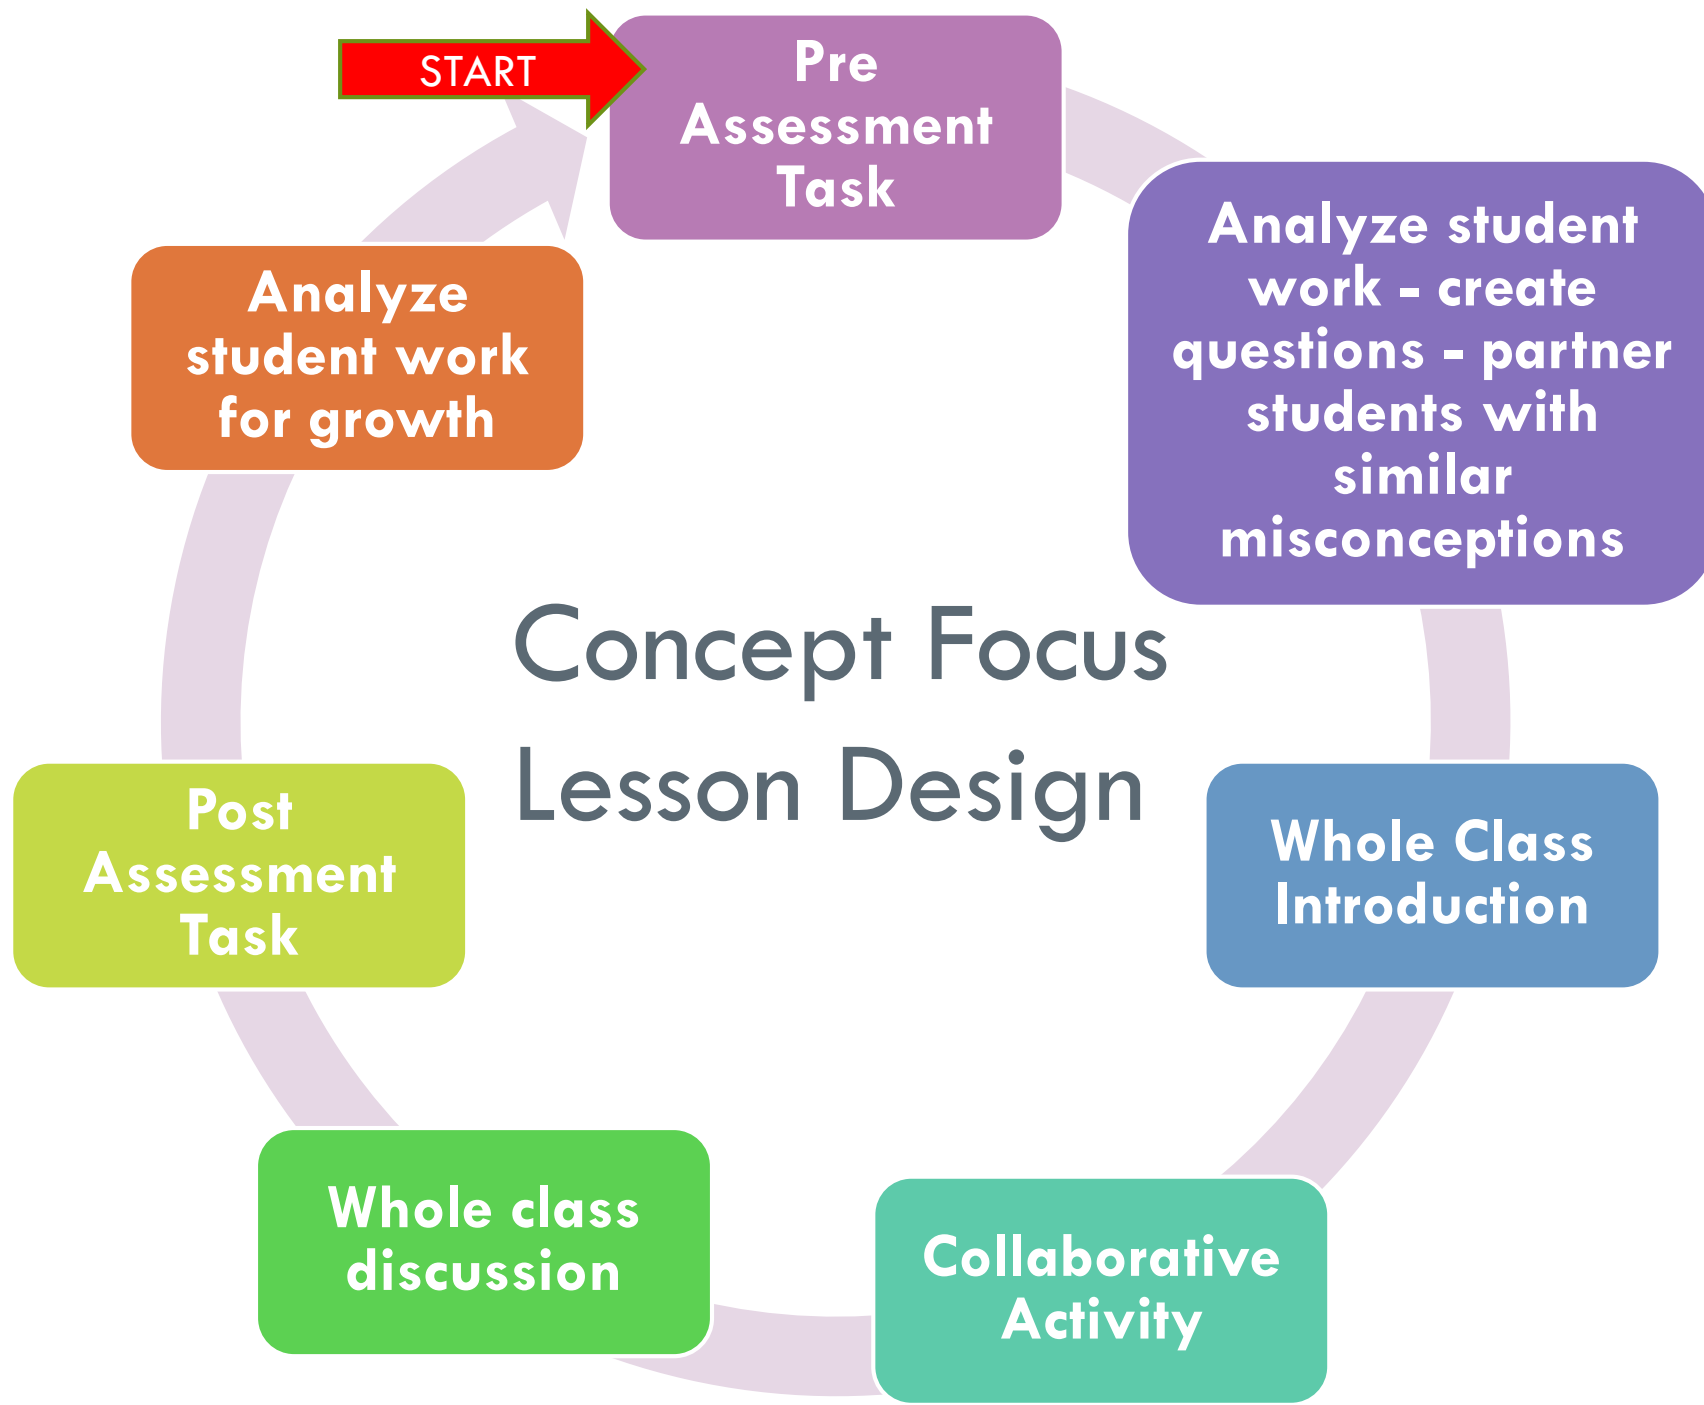 START
Pre
Assessment
Task
Analyze student
work - create
questions - partner
students with
similar
misconceptions
Whole Class
Introduction
Collaborative
Activity
Whole class
discussion
Post
Assessment
Task
Analyze
student work
for growth
Concept Focus
Lesson Design